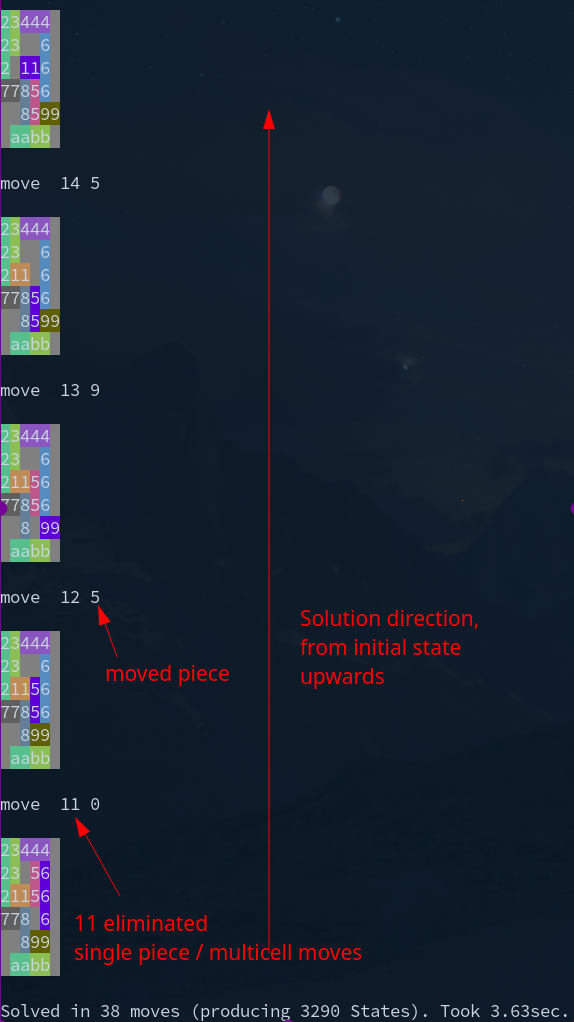 23444
23  6
2 116
77856
  8599
 aabb
move  14 5
23444
23  6
211 6
77856
  8599
 aabb
move  13 9
23444
23  6
21156
77856
  8 99
 aabb
move  12 5
23444
23  6
21156
77856
  899
 aabb
move  11 0
23444
23 56
21156
778 6
  899
 aabb
Solved in 38 moves (producing 3290 States). Took 3.63sec.
moved piece
Solution direction,
from initial state
upwards
11 eliminated
single piece / multicell moves